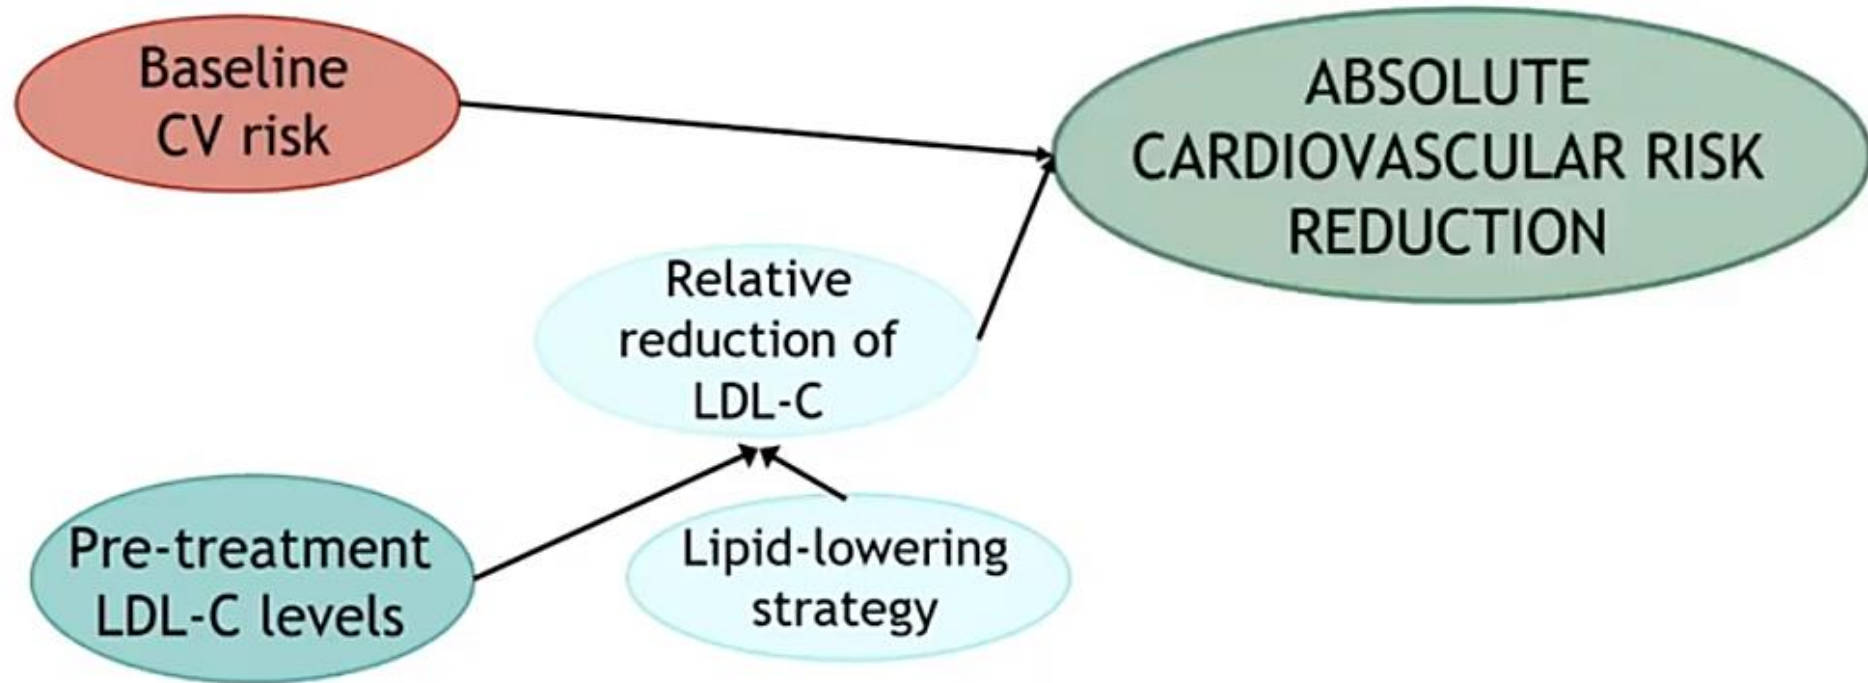 Baseline
CV risk
ABSOLUTE
CARDIOVASCULAR RISK
REDUCTION
Relative
reduction of
LDL-C
Pre-treatment
LDL-C levels
Lipid-lowering
strategy